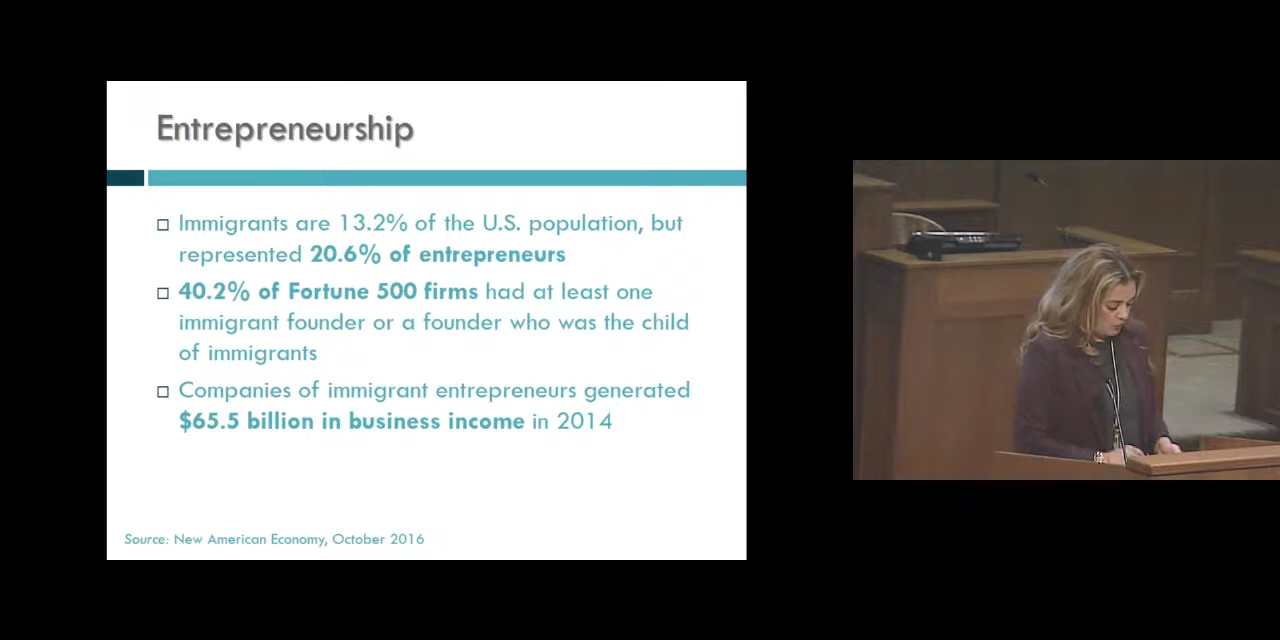 Entrepreneurship
Immigrants are 13.2% of the U.S. population, but
represented 20.6% of entrepreneurs
40.2% of Fortune 500 firms had at least one
immigrant founder or a founder who was the child
of immigrants
Companies of immigrant entrepreneurs generated
$65.5 billion in business income in 2014
Source: New American Economy, October 2016